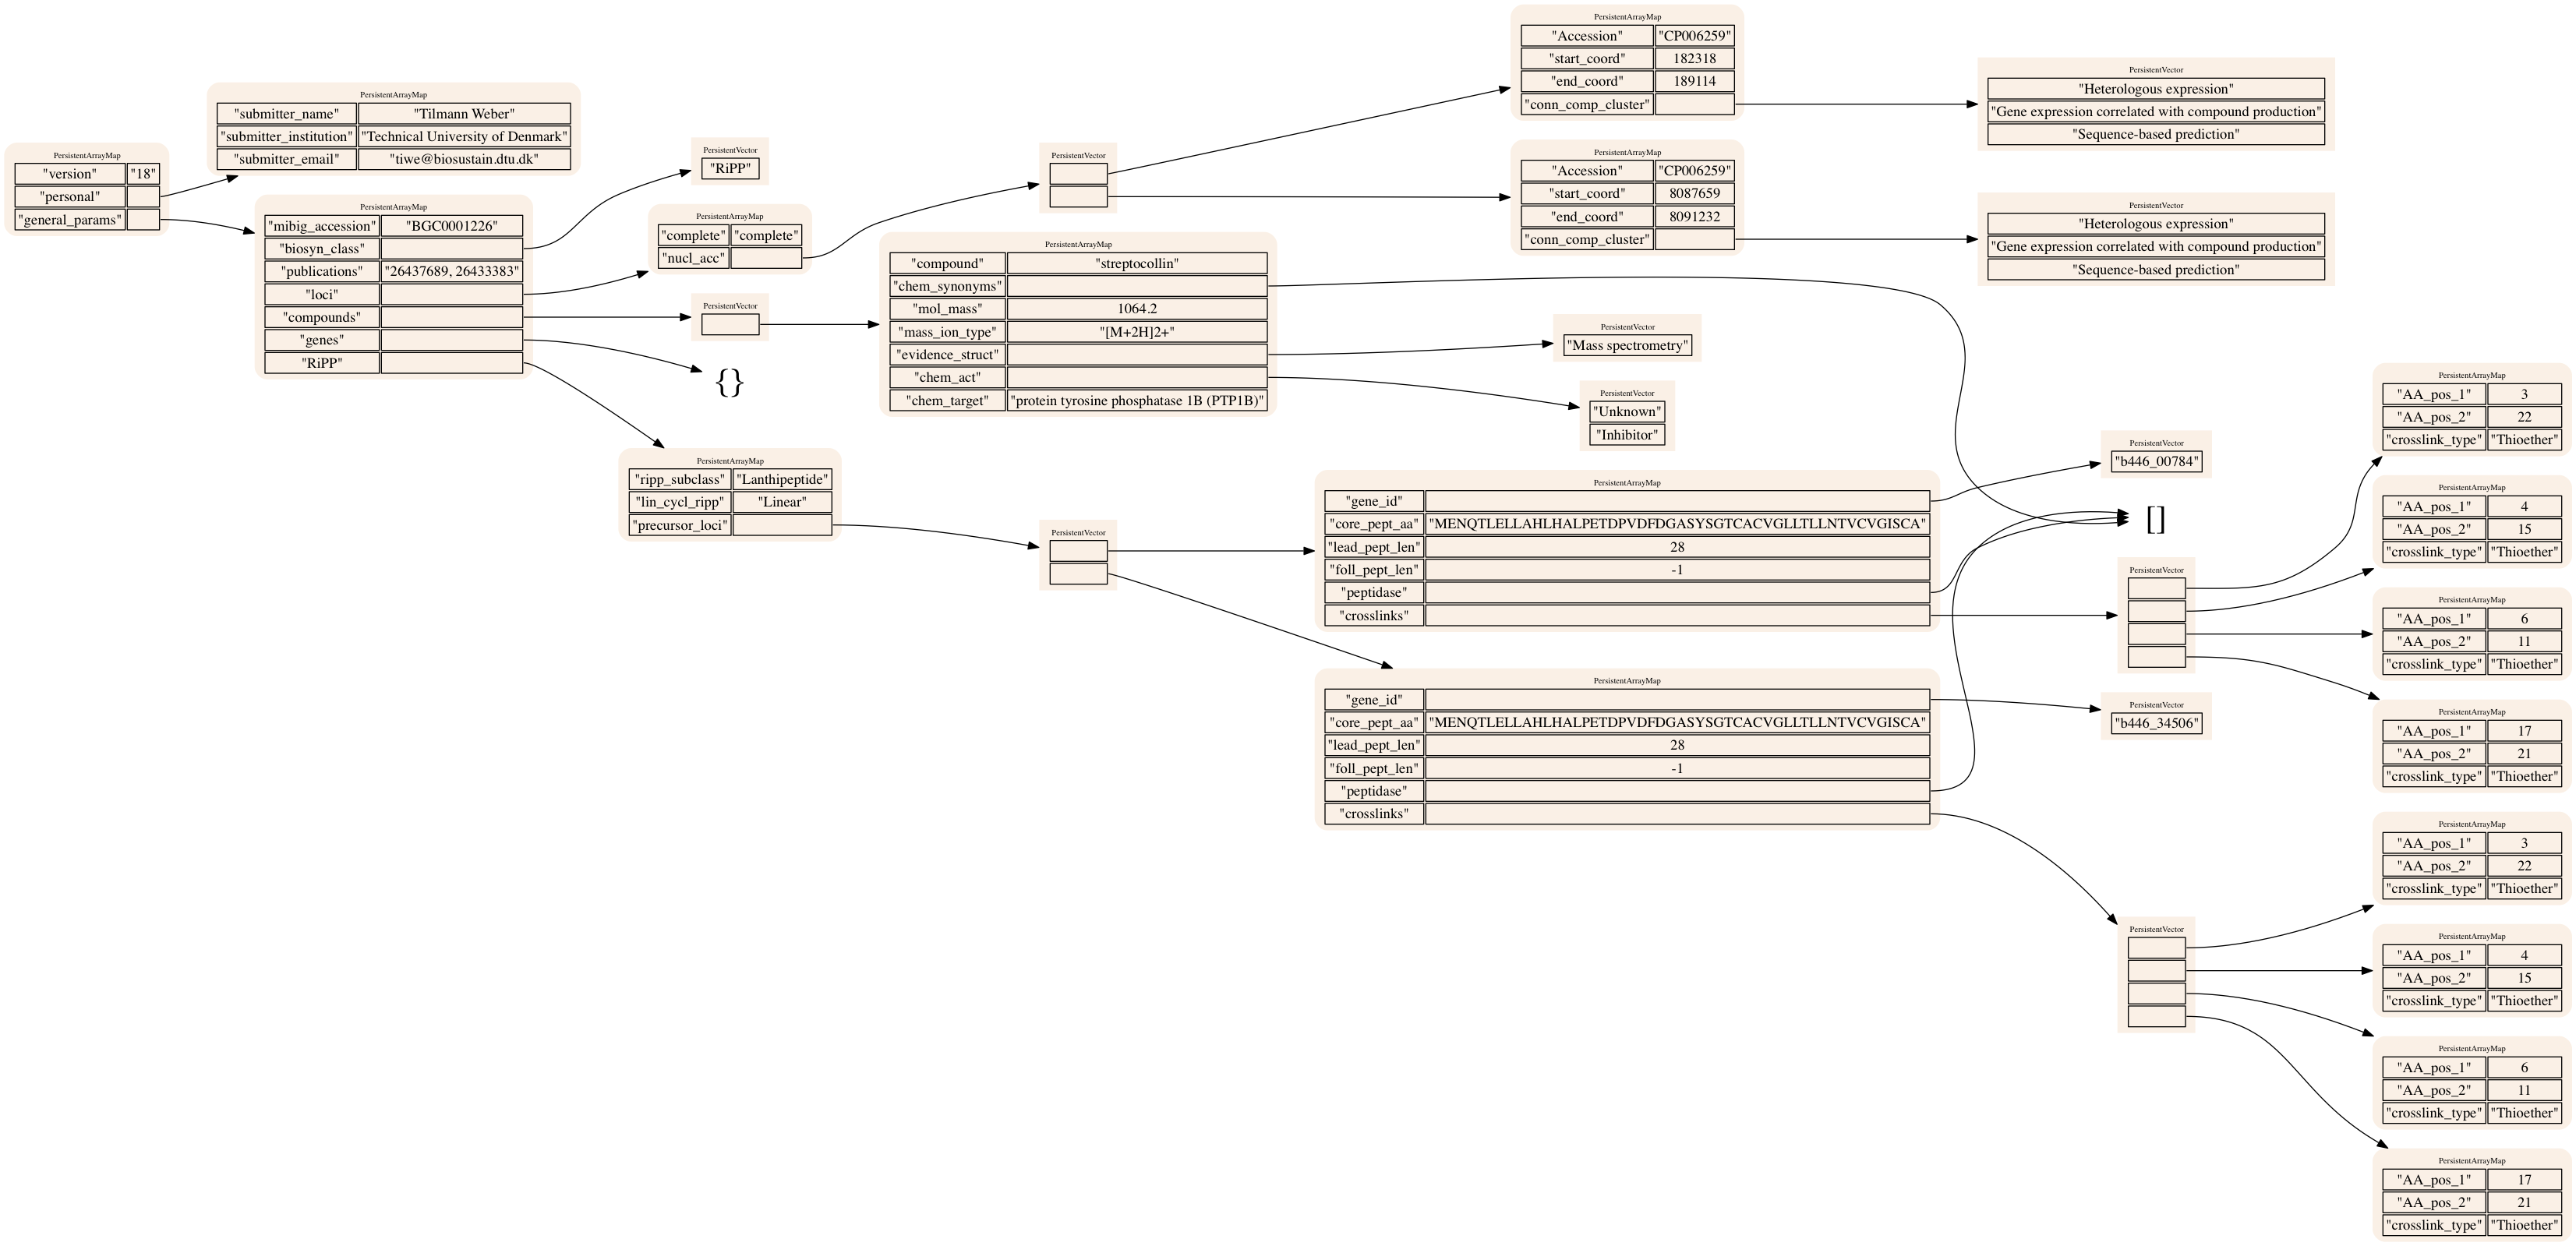 PersistentArrayMap
"version" "18"
"personal"
"general_params"
PersistentArrayMap
"submitter_name" "Tilmann Weber"
"submitter_institution" "Technical University of Denmark"
"submitter_email" "tiwe@biosustain.dtu.dk"
PersistentArrayMap
"mibig_accession" "BGC0001226"
"biosyn_class"
"publications" "26437689, 26433383"
"loci"
"compounds"
"genes"
"RiPP"
PersistentVector
"RiPP"
PersistentArrayMap
"complete" "complete"
"nucl_acc"
PersistentVector
{}
PersistentArrayMap
"ripp_subclass" "Lanthipeptide"
"lin_cycl_ripp" "Linear"
"precursor_loci"
PersistentVector
PersistentArrayMap
"compound" "streptocollin"
"chem_synonyms"
"mol_mass" 1064.2
"mass_ion_type" "[M+2H]2+"
"evidence_struct"
"chem_act"
"chem_target" "protein tyrosine phosphatase 1B (PTP1B)"
PersistentVector
PersistentArrayMap
"Accession" "CP006259"
"start_coord" 182318
"end_coord" 189114
"conn_comp_cluster"
PersistentArrayMap
"Accession" "CP006259"
"start_coord" 8087659
"end_coord" 8091232
"conn_comp_cluster"
PersistentVector
"Heterologous expression"
"Gene expression correlated with compound production"
"Sequence-based prediction"
PersistentVector
"Heterologous expression"
"Gene expression correlated with compound production"
"Sequence-based prediction"
PersistentVector
"Mass spectrometry"
PersistentVector
"Unknown"
"Inhibitor"
PersistentArrayMap
"gene_id"
"core_pept_aa" "MENQTLELLAHLHALPETDPVDFDGASYSGTCACVGLLTLLNTVCVGISCA"
"lead_pept_len" 28
"foll_pept_len" -1
"peptidase"
"crosslinks"
PersistentArrayMap
"gene_id"
"core_pept_aa" "MENQTLELLAHLHALPETDPVDFDGASYSGTCACVGLLTLLNTVCVGISCA"
"lead_pept_len" 28
"foll_pept_len" -1
"peptidase"
"crosslinks"
PersistentVector
"b446_00784"
[]
PersistentVector
PersistentVector
"b446_34506"
PersistentVector
PersistentArrayMap
"AA_pos_1" 3
"AA_pos_2" 22
"crosslink_type" "Thioether"
PersistentArrayMap
"AA_pos_1" 4
"AA_pos_2" 15
"crosslink_type" "Thioether"
PersistentArrayMap
"AA_pos_1" 6
"AA_pos_2" 11
"crosslink_type" "Thioether"
PersistentArrayMap
"AA_pos_1" 17
"AA_pos_2" 21
"crosslink_type" "Thioether"
PersistentArrayMap
"AA_pos_1" 3
"AA_pos_2" 22
"crosslink_type" "Thioether"
PersistentArrayMap
"AA_pos_1" 4
"AA_pos_2" 15
"crosslink_type" "Thioether"
PersistentArrayMap
"AA_pos_1" 6
"AA_pos_2" 11
"crosslink_type" "Thioether"
PersistentArrayMap
"AA_pos_1" 17
"AA_pos_2" 21
"crosslink_type" "Thioether"